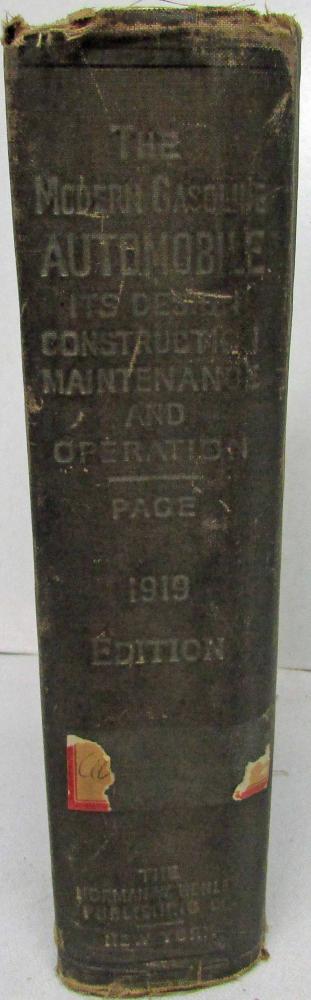 THE
MODERN GASOLINE
AUTOMOBILE
ITS DESIGN
CONSTRUCTION
MAINTENANCE
AND
OPERATION
PAGE
1919
EDITION
THE
NORMAN W. HENLEY
PUBLISHING CO.
NEW YORK